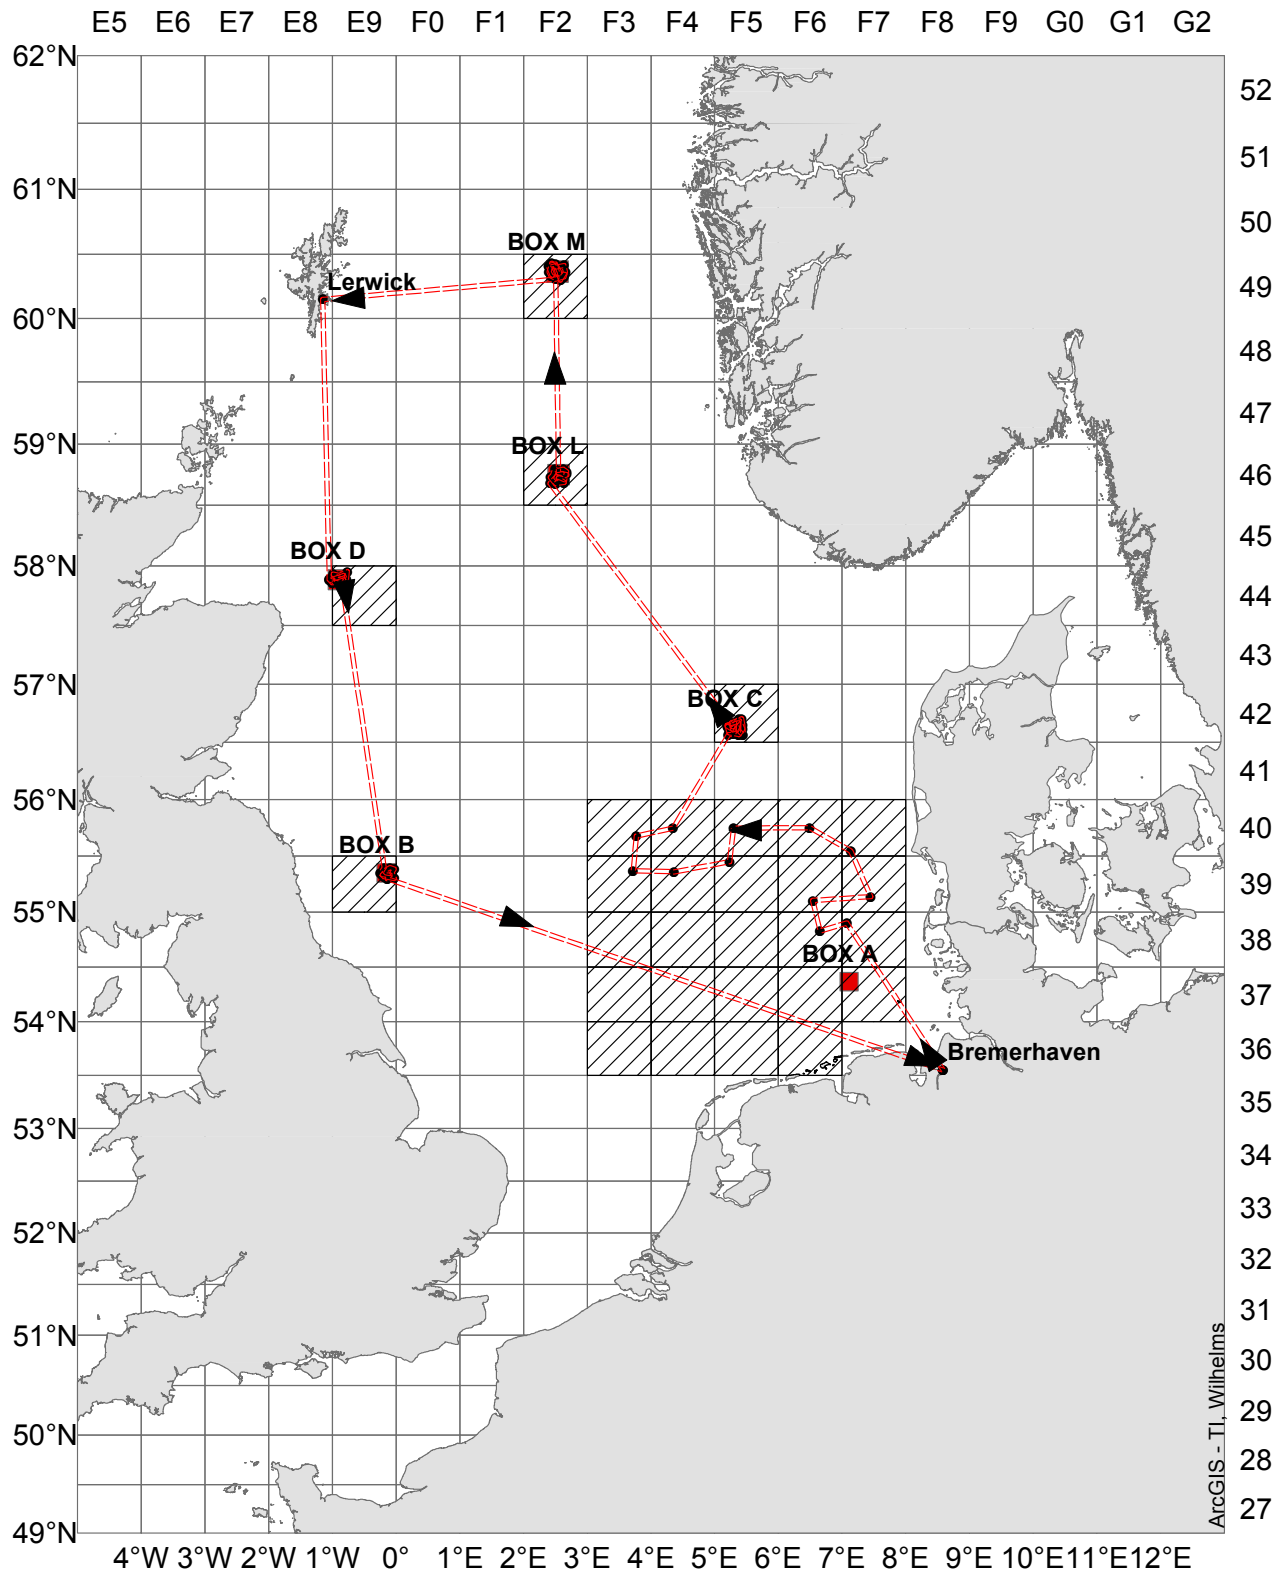 E5 E6 E7 E8 E9 F0 F1 F2 F3 F4 F5 F6 F7 F8 F9 G0 G1 G2
62°N
52
51
61°N
50
BOX M
Lerwick
49
60°N
48
47
59°N
BOX L
46
45
BOX D
58°N
44
43
57°N
BOX C
42
41
56°N
40
BOX B
39
55°N
38
BOX A
37
54°N
36
Bremerhaven
35
53°N
34
33
52°N
32
31
51°N
30
29
50°N
28
27
49°N
ArcGIS - TI, Wilhelms
4°W 3°W 2°W 1°W 0° 1°E 2°E 3°E 4°E 5°E 6°E 7°E 8°E 9°E 10°E 11°E 12°E